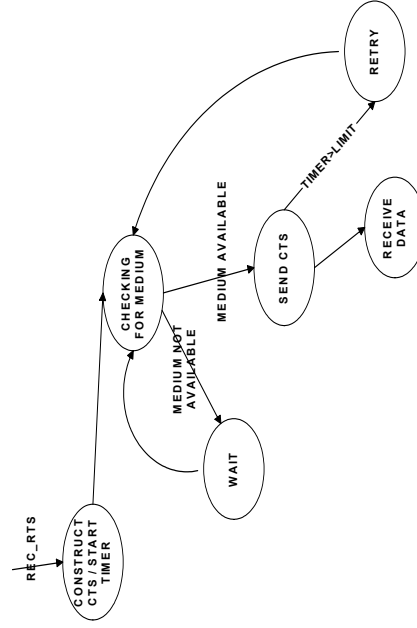 REC_RTS
CONSTRUCT
CTS / START
TIMER
CHECKING
FOR MEDIUM
MEDIUM NOT
AVAILABLE
WAIT
MEDIUM AVAILABLE
SEND CTS
TIMER>LIMIT
RETRY
RECEIVE
DATA